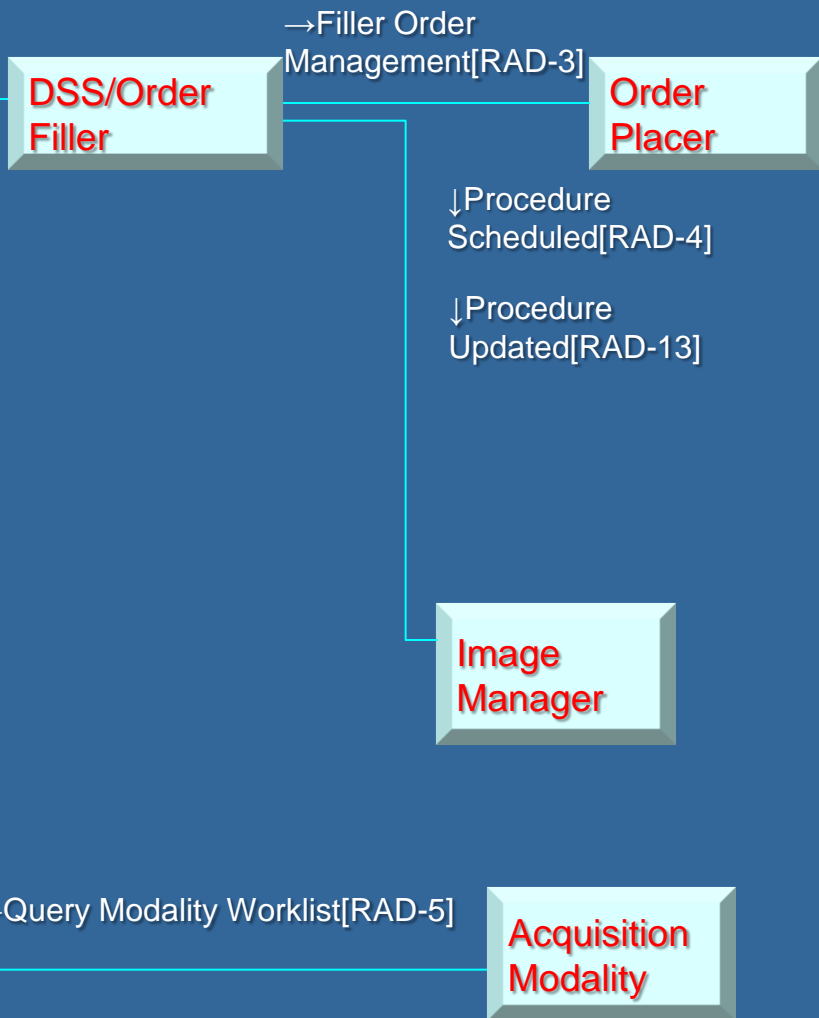 →Filler Order
Management[RAD-3]
DSS/Order
Filler
Order
Placer
↓Procedure
Scheduled[RAD-4]
↓Procedure
Updated[RAD-13]
Image
Manager
Query Modality Worklist[RAD-5]
Acquisition
Modality